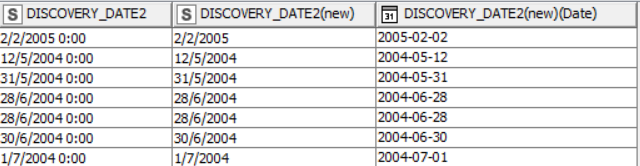 S DISCOVERY_DATE2 S DISCOVERY_DATE2(new) 31 DISCOVERY_DATE2(new)(Date)
2/2/2005 0:00 2/2/2005 2005-02-02
12/5/2004 0:00 12/5/2004 2004-05-12
31/5/2004 0:00 31/5/2004 2004-05-31
28/6/2004 0:00 28/6/2004 2004-06-28
28/6/2004 0:00 28/6/2004 2004-06-28
30/6/2004 0:00 30/6/2004 2004-06-30
1/7/2004 0:00 1/7/2004 2004-07-01